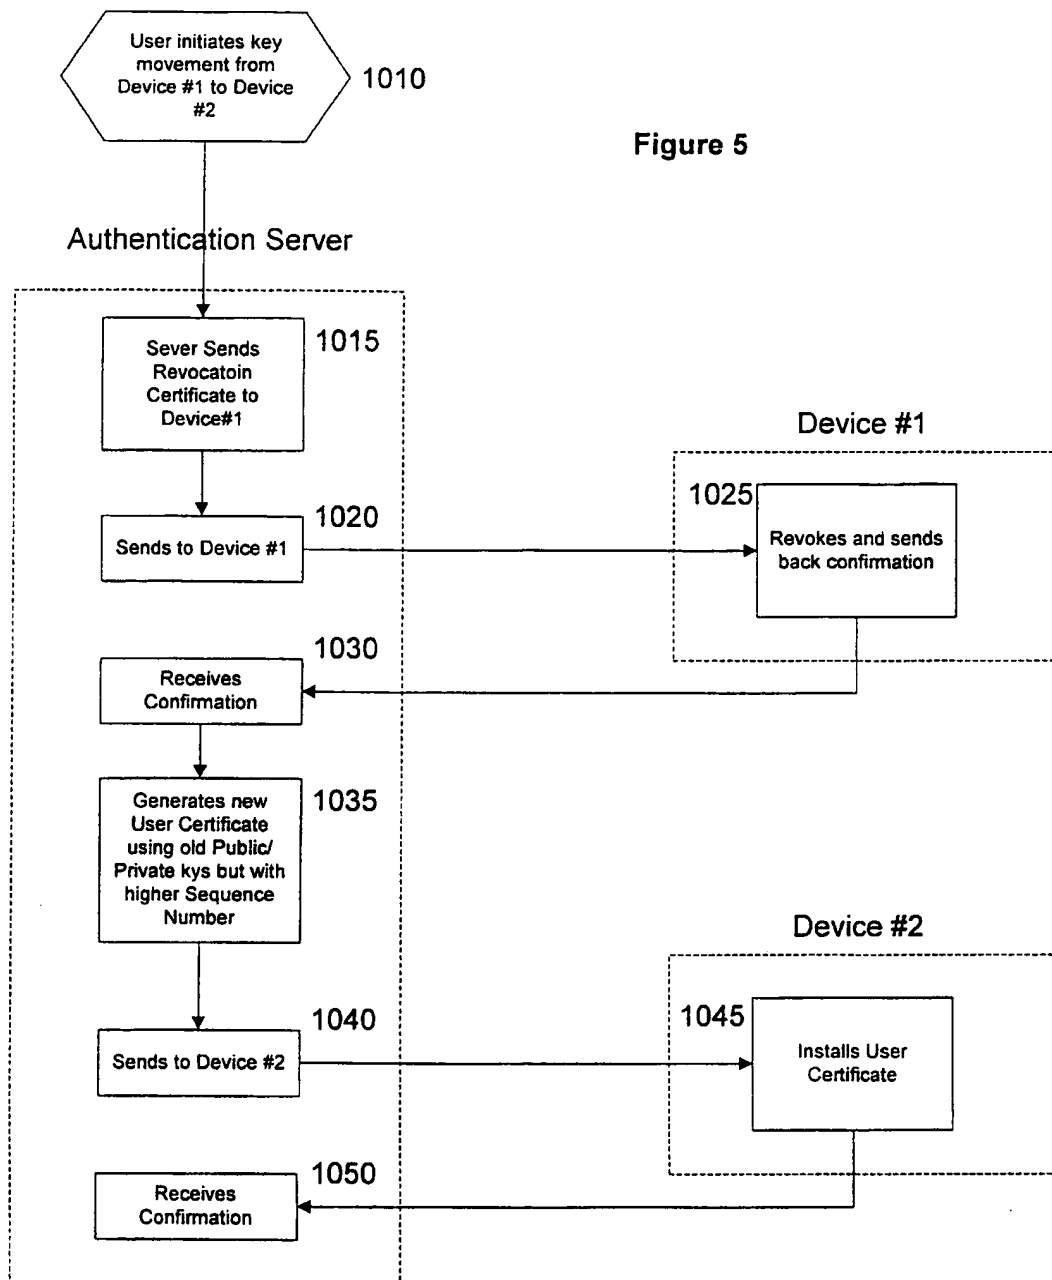 User initiates key
movement from
Device #1 to Device
#2
1010
Figure 5
Authentication Server
1015
Sever Sends
Revocatoin
Certificate to
Device#1
Device #1
1020
Sends to Device #1
1025
Revokes and sends
back confirmation
1030
Receives
Confirmation
1035
Generates new
User Certificate
using old Public/
Private kys but with
higher Sequence
Number
Device #2
1040
Sends to Device #2
1045
Installs User
Certificate
1050
Receives
Confirmation